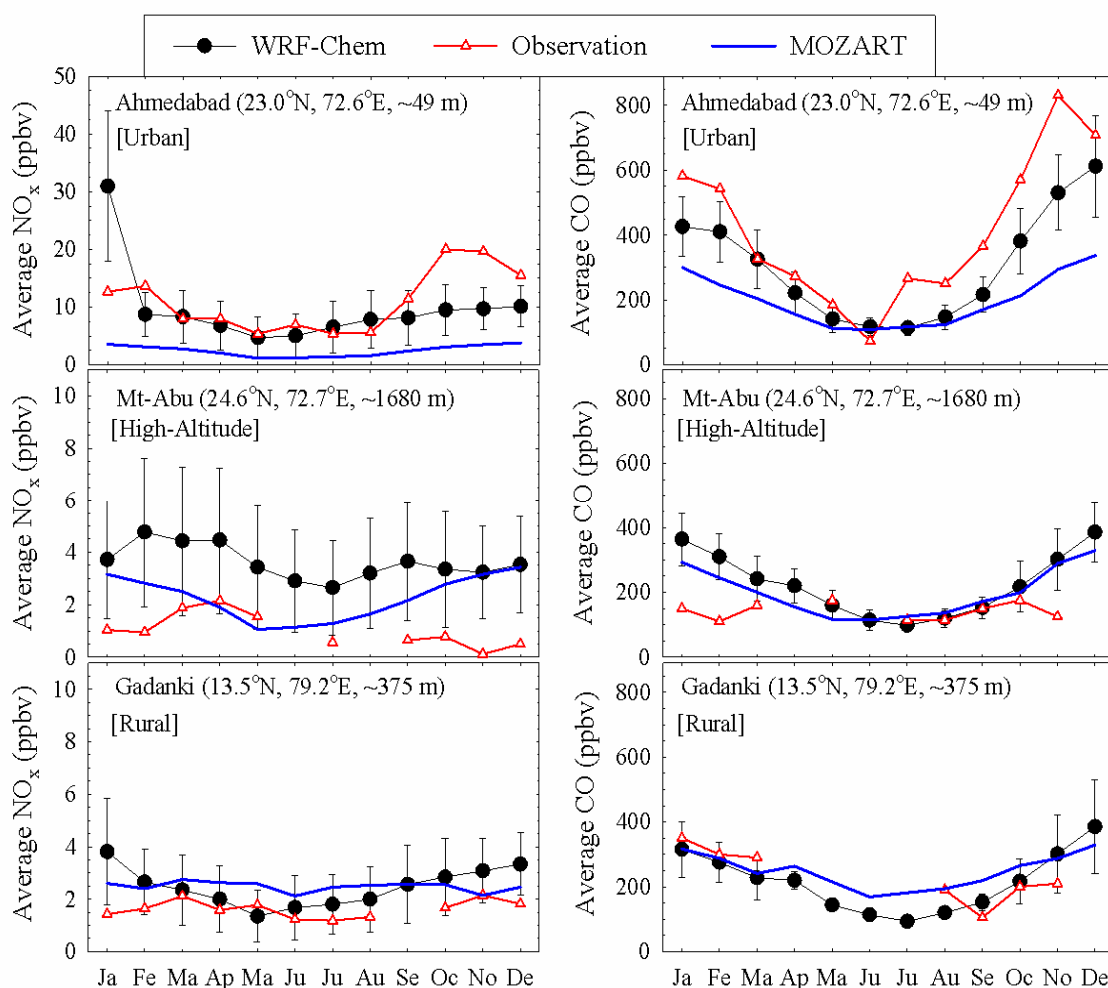 WRF-Chem Observation MOZART
Average NOx (ppbv)
50
40
30
20
10
0
Ahmedabad (23.0°N, 72.6°E, ~49 m)
[Urban]
Average CO (ppbv)
800
600
400
200
0
Ahmedabad (23.0°N, 72.6°E, ~49 m)
[Urban]
Average NOx (ppbv)
10
8
6
4
2
0
Mt-Abu (24.6°N, 72.7°E, ~1680 m)
[High-Altitude]
Average CO (ppbv)
800
600
400
200
0
Mt-Abu (24.6°N, 72.7°E, ~1680 m)
[High-Altitude]
Average NOx (ppbv)
10
8
6
4
2
0
Gadanki (13.5°N, 79.2°E, ~375 m)
[Rural]
Ja Fe Ma Ap Ma Ju Ju Au Se Oc No De
Average CO (ppbv)
800
600
400
200
0
Gadanki (13.5°N, 79.2°E, ~375 m)
[Rural]
Ja Fe Ma Ap Ma Ju Ju Au Se Oc No De